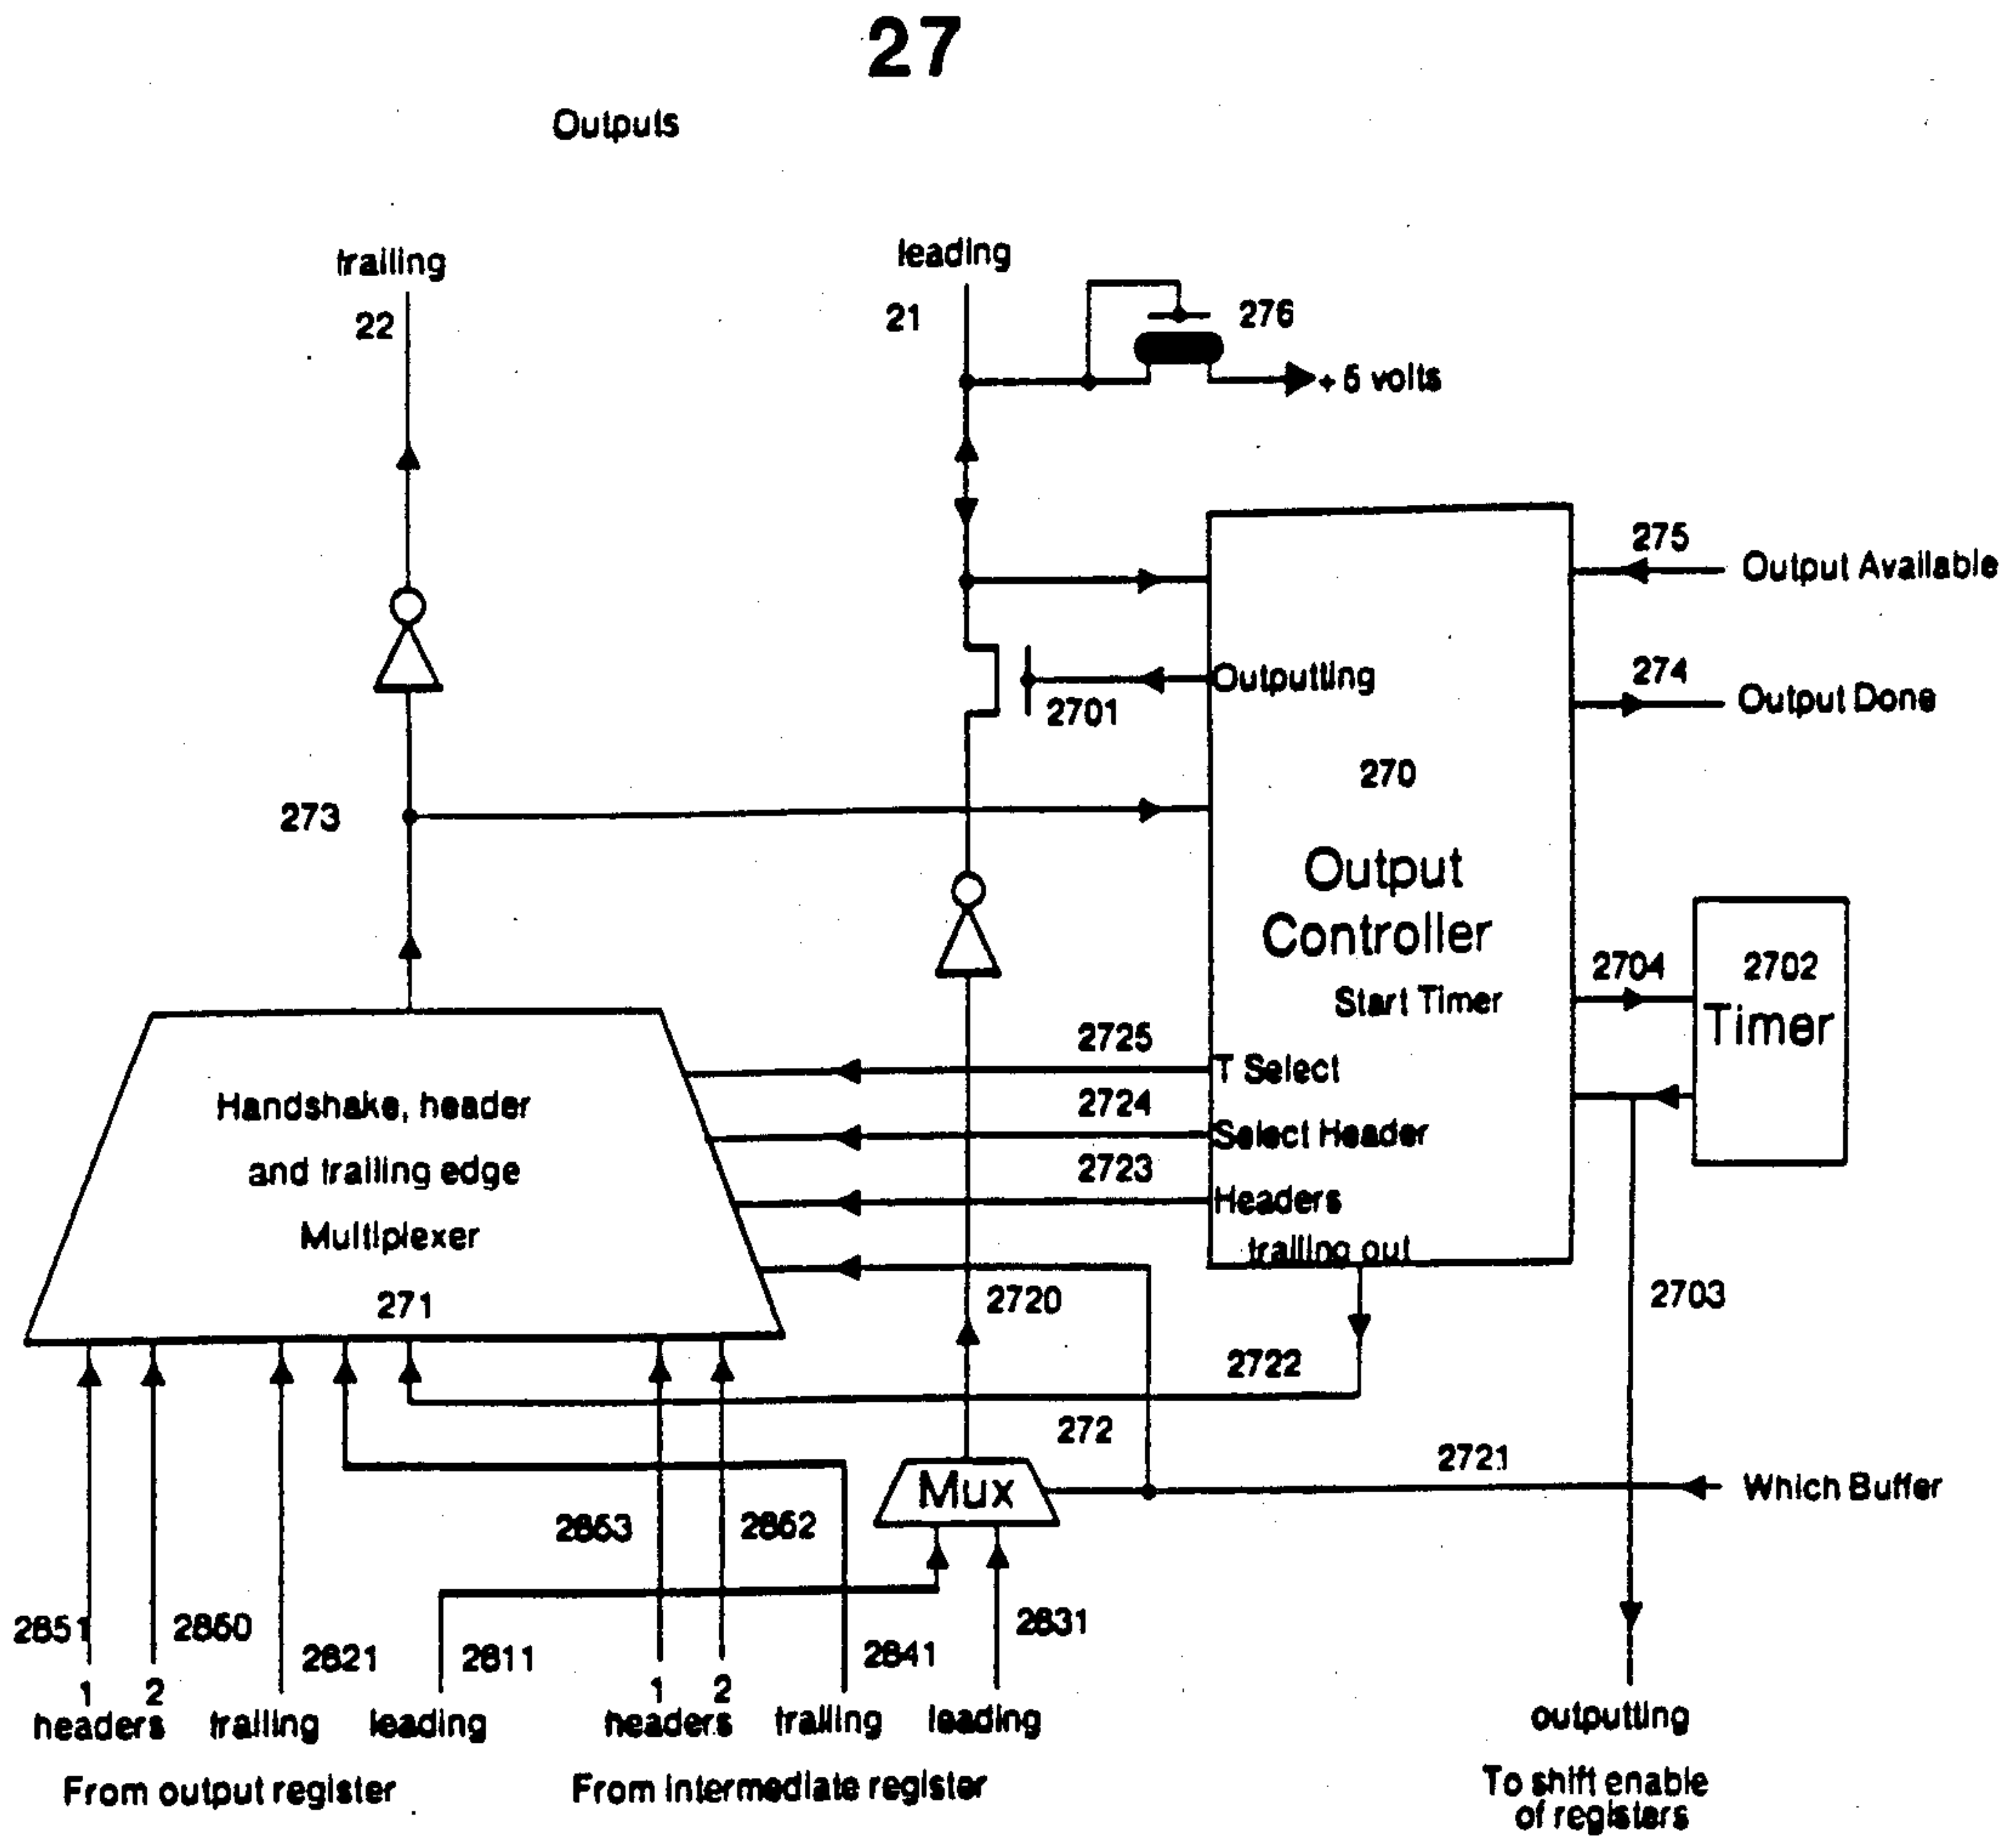 27
Outputs
trailing
leading
22
21
276
+ 5 volts
275
Output Available
Outputting
274
Output Done
2701
270
273
Output
Controller
2704
2702
Start Timer
Timer
2725
T Select
2724
Select Header
2723
Headers
trailing out
Handshake, header
and trailing edge
Multiplexer
271
2720
2703
2722
272
2721
Mux
Which Buffer
2853
2852
2851
2850
2821
2811
2841
2831
1 2
headers
trailing
leading
1 2
headers
trailing
leading
outputting
From output register
From intermediate register
To shift enable
of registers